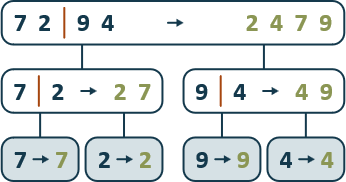 7 2 | 9 4 → 2 4 7 9
7 | 2 → 2 7 9 | 4 → 4 9
7 → 7 2 → 2 9 → 9 4 → 4